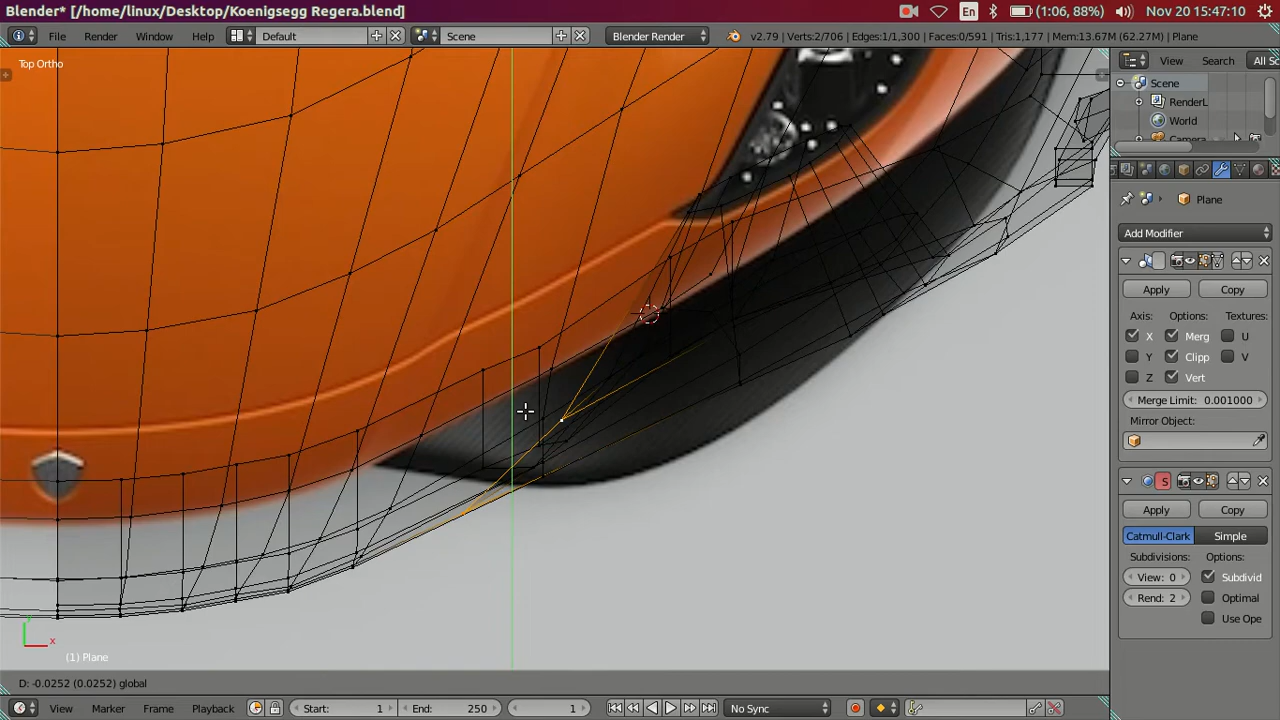 Blender* [/home/linux/Desktop/Koenigsegg Regera.blend]
En
(1:06, 88%)
Nov 20 15:47:10
File Render Window Help
Default
Scene
Blender Render
v2.79 | Verts:2/706 | Edges:1/1,300 | Faces:0/591 | Tris:1,177 | Mem:13.67M (62.27M) | Plane
Top Ortho
View Search All Sc
Scene
RenderL
World
Camera
Plane
Add Modifier
Apply Copy
Axis: Textures:
X Merg U
Y Clipp V
Z Vert
Merge Limit: 0.001000
Mirror Object:
S
Apply Copy
Catmull-Clark Simple
Subdivisions: Options:
View: 0 Subdivid
Rend: 2 Optimal
Use Ope
y
x
(1) Plane
D: -0.0252 (0.0252) global
View Marker Frame Playback
Start: 1
End: 250
1
No Sync